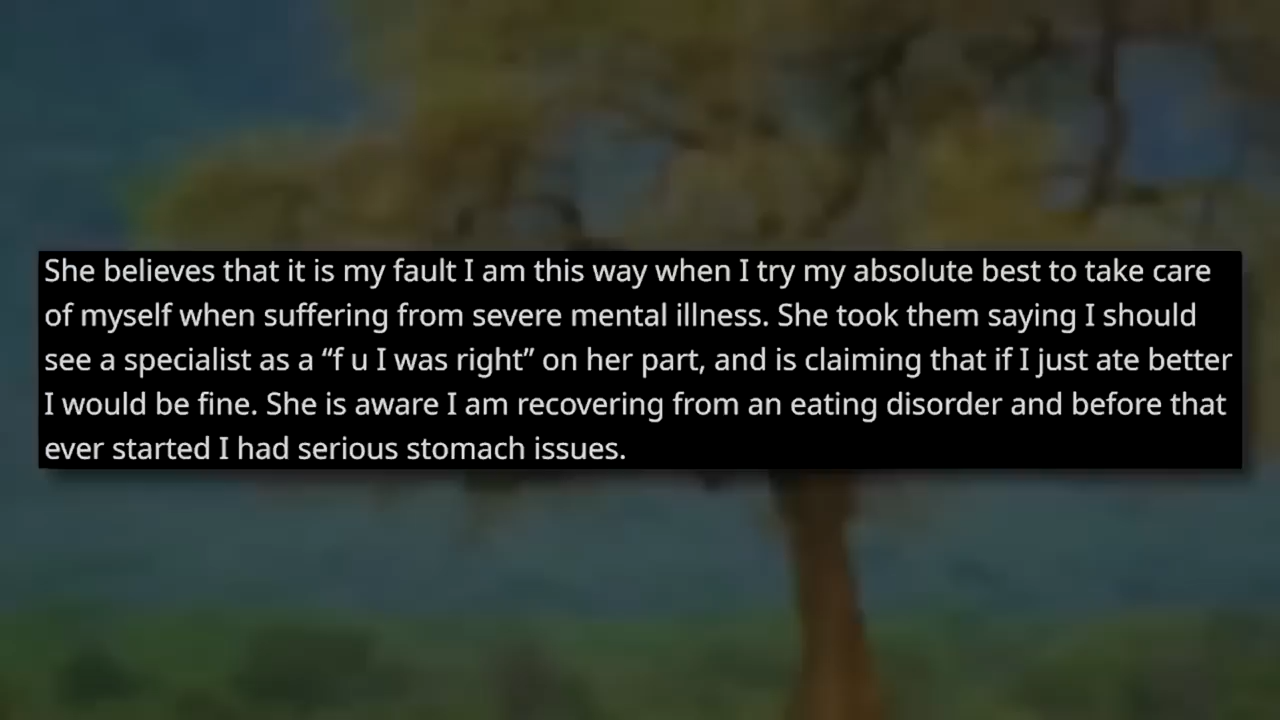 She believes that it is my fault I am this way when I try my absolute best to take care
of myself when suffering from severe mental illness. She took them saying I should
see a specialist as a “f u I was right” on her part, and is claiming that if I just ate better
I would be fine. She is aware I am recovering from an eating disorder and before that
ever started I had serious stomach issues.